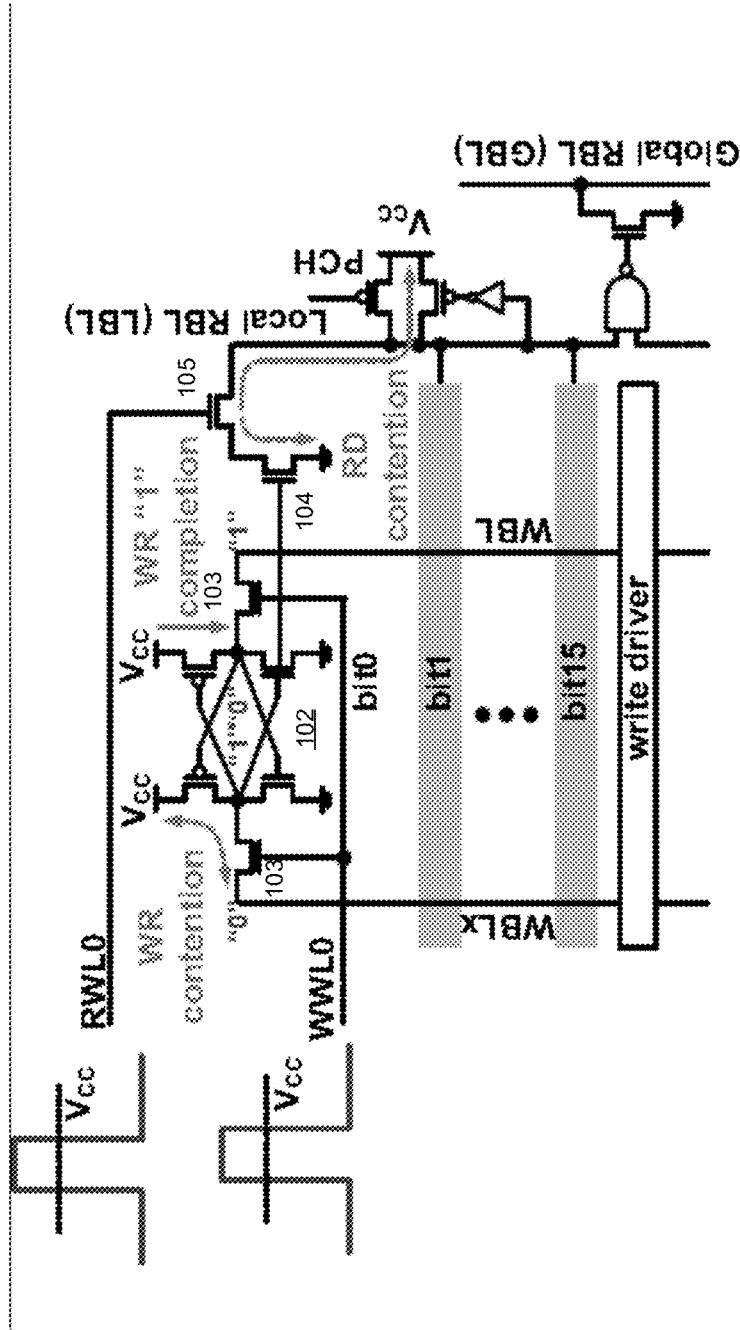 RWL0
VCC
WR
contention
"0"
VCC
"1"
"0"
VCC
WR "1"
completion
"1"
103
103
102
104
105
RD
contention
Local RBL (LBL)
PCH
VCC
Global RBL (GBL)
WWL0
VCC
bit0
bit1
bit15
WBLx
WBL
write driver